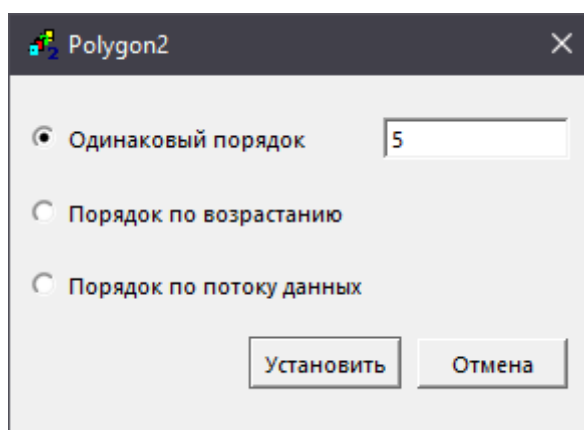 Polygon2
Одинаковый порядок 5
Порядок по возрастанию
Порядок по потоку данных
Установить Отмена